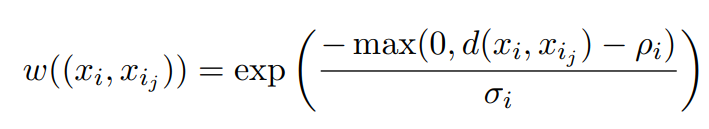 w((x_i, x_{i_j})) = exp ( −max(0, d(x_i, x_{i_j}) − ρ_i) / σ_i )